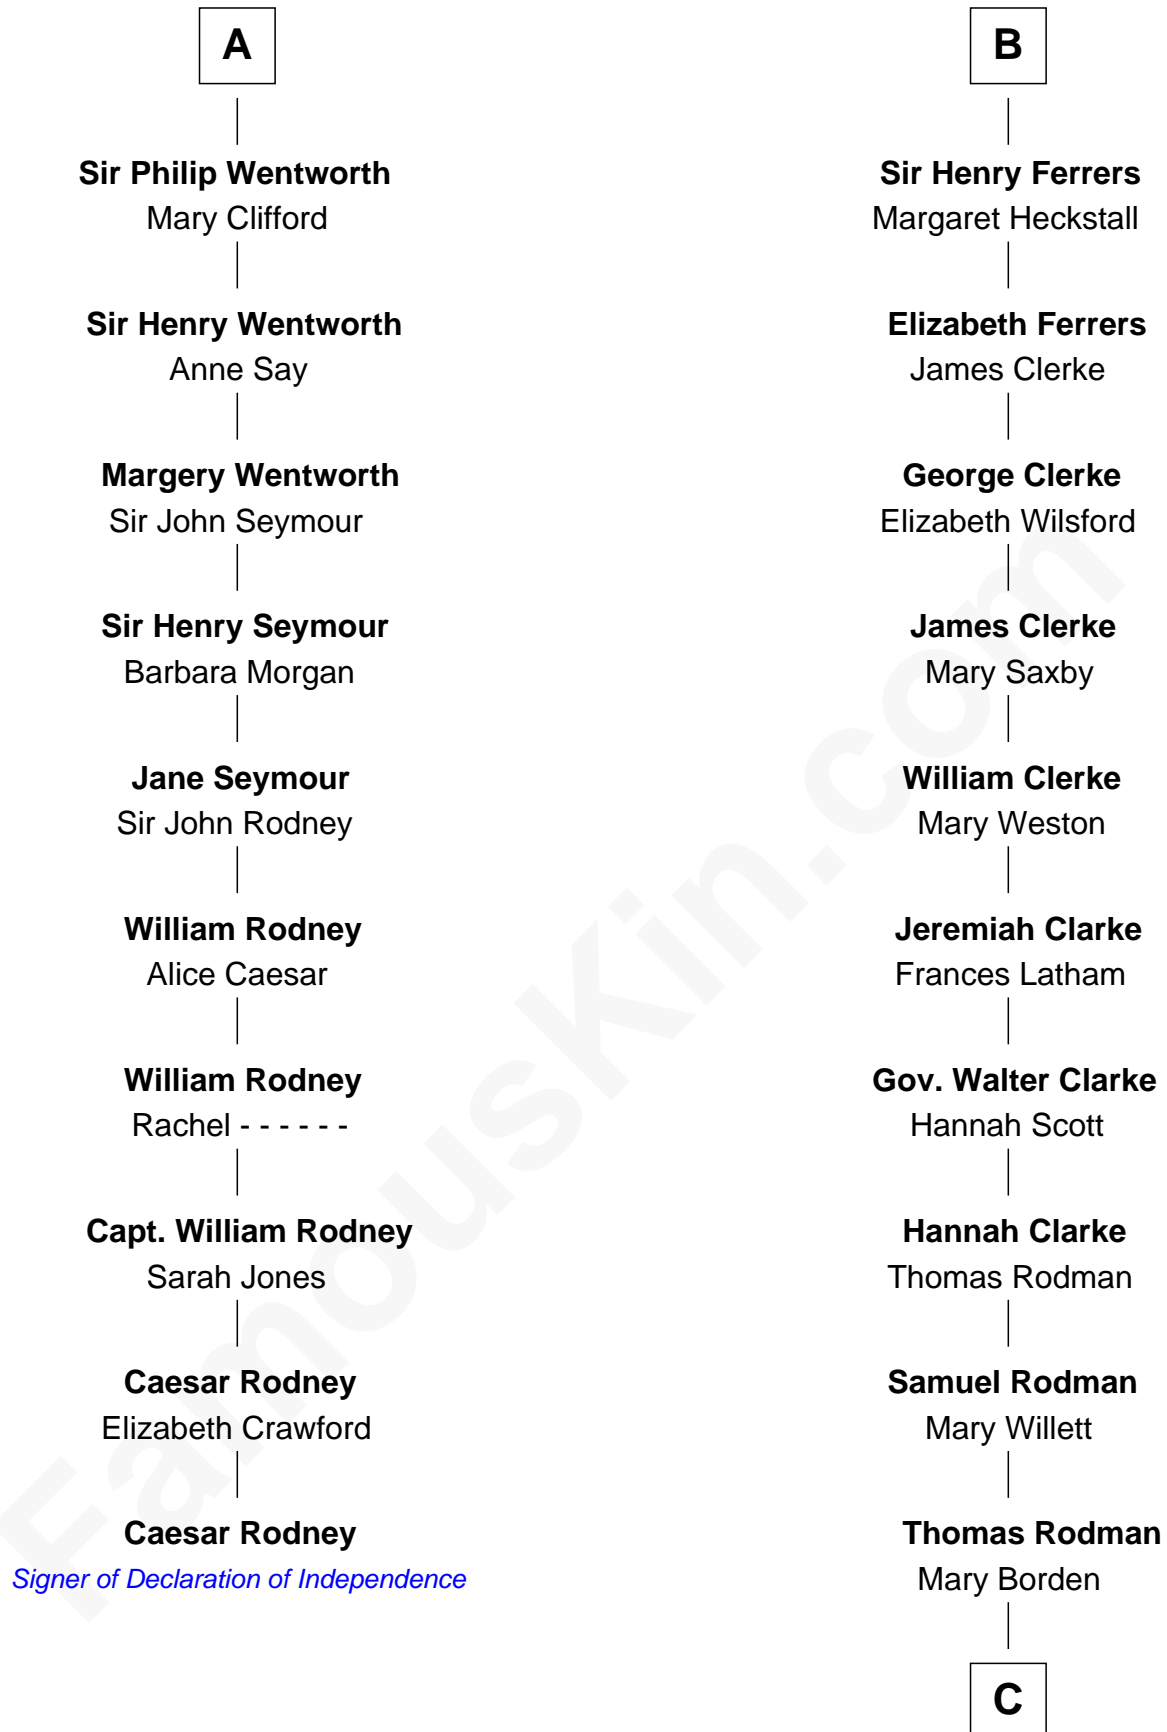 A
Sir Philip Wentworth
Mary Clifford
Sir Henry Wentworth
Anne Say
Margery Wentworth
Sir John Seymour
Sir Henry Seymour
Barbara Morgan
Jane Seymour
Sir John Rodney
William Rodney
Alice Caesar
William Rodney
Rachel - - - - - -
Capt. William Rodney
Sarah Jones
Caesar Rodney
Elizabeth Crawford
Caesar Rodney
Signer of Declaration of Independence
B
Sir Henry Ferrers
Margaret Heckstall
Elizabeth Ferrers
James Clerke
George Clerke
Elizabeth Wilsford
James Clerke
Mary Saxby
William Clerke
Mary Weston
Jeremiah Clarke
Frances Latham
Gov. Walter Clarke
Hannah Scott
Hannah Clarke
Thomas Rodman
Samuel Rodman
Mary Willett
Thomas Rodman
Mary Borden
C
FamousKin.com